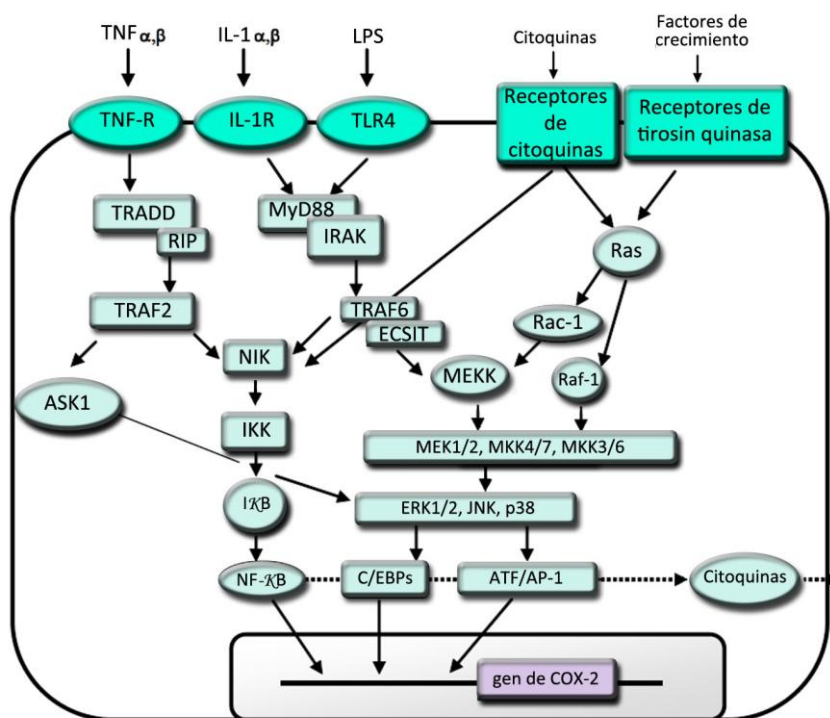 TNF α,β
IL-1 α,β
LPS
Citoquinas
Factores de
crecimiento
TNF-R
IL-1R
TLR4
Receptores
de
citoquinas
Receptores de
tirosin quinasa
TRADD
RIP
MyD88
IRAK
Ras
TRAF2
TRAF6
ECSIT
Rac-1
NIK
MEKK
Raf-1
ASK1
IKK
MEK1/2, MKK4/7, MKK3/6
IKB
ERK1/2, JNK, p38
NF-KB
C/EBPs
ATF/AP-1
Citoquinas
gen de COX-2